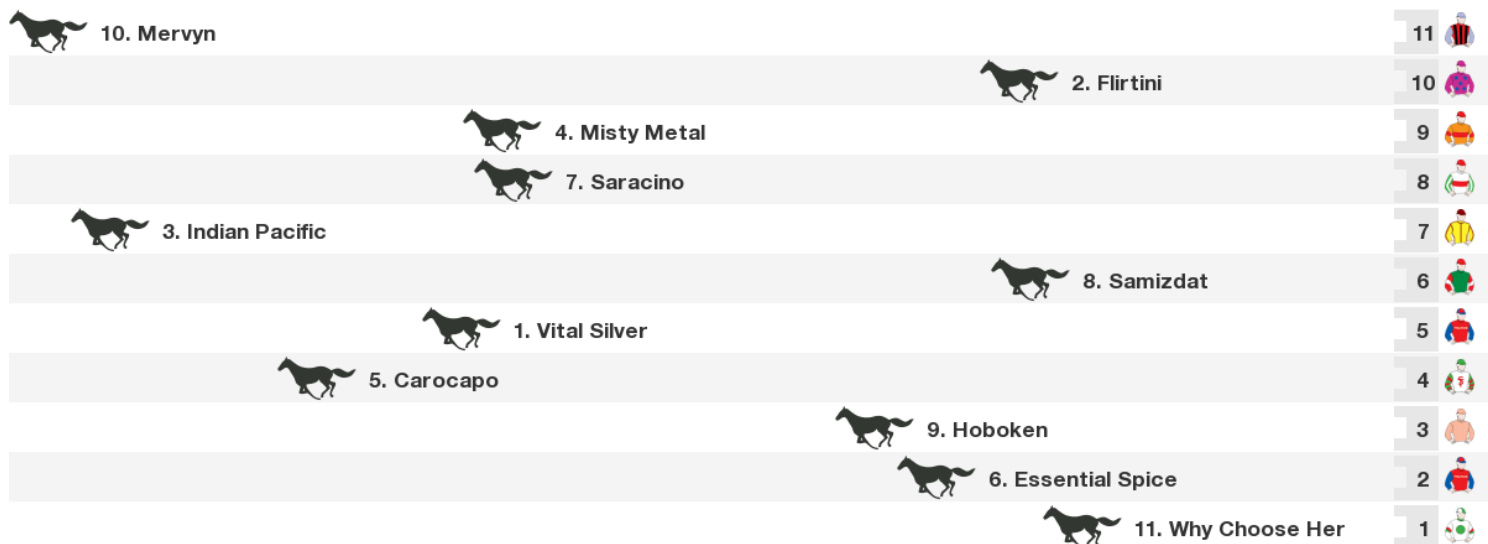 10. Mervyn 11
2. Flirtini 10
4. Misty Metal 9
7. Saracino 8
3. Indian Pacific 7
8. Samizdat 6
1. Vital Silver 5
5. Carocapo 4
9. Hoboken 3
6. Essential Spice 2
11. Why Choose Her 1